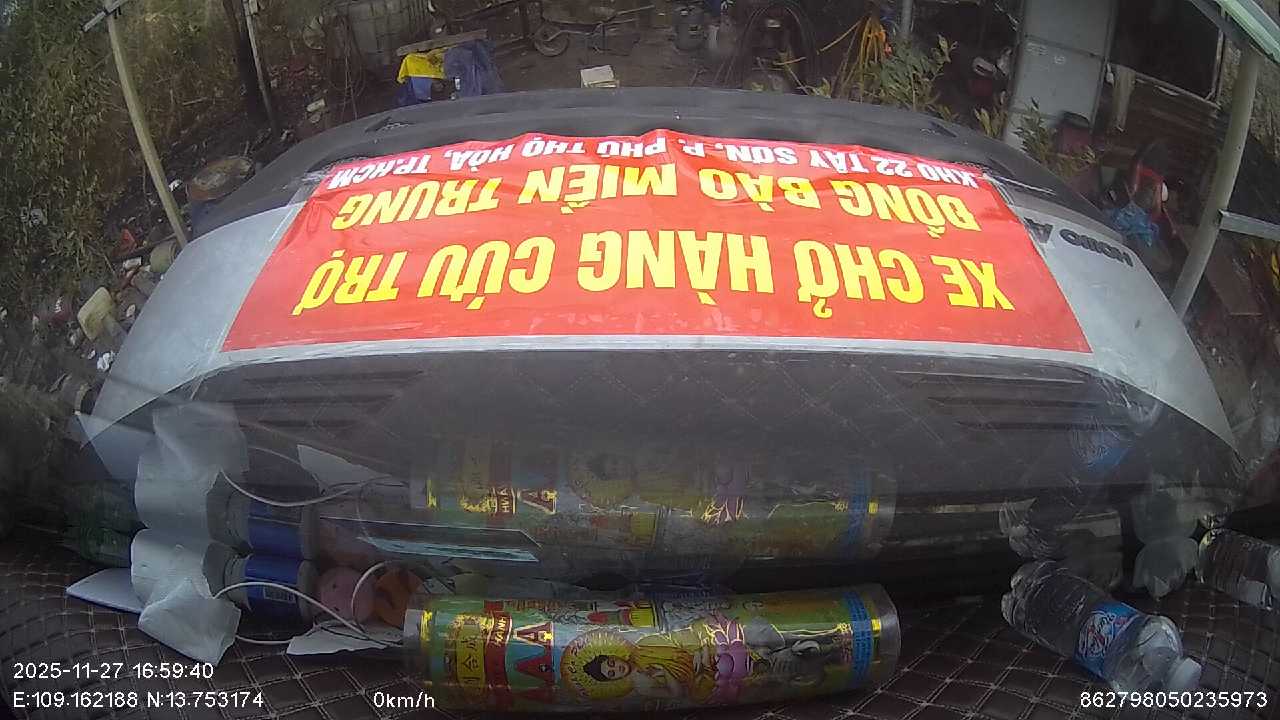 XE CHỞ HÀNG CỨU TRỢ
ĐỒNG BÀO MIỀN TRUNG
KHO 22 TÂY SƠN, P. PHÚ THỌ HÒA, TP.HCM
2025-11-27 16:59:40
E:109.162188 N:13.753174
0km/h
862798050235973